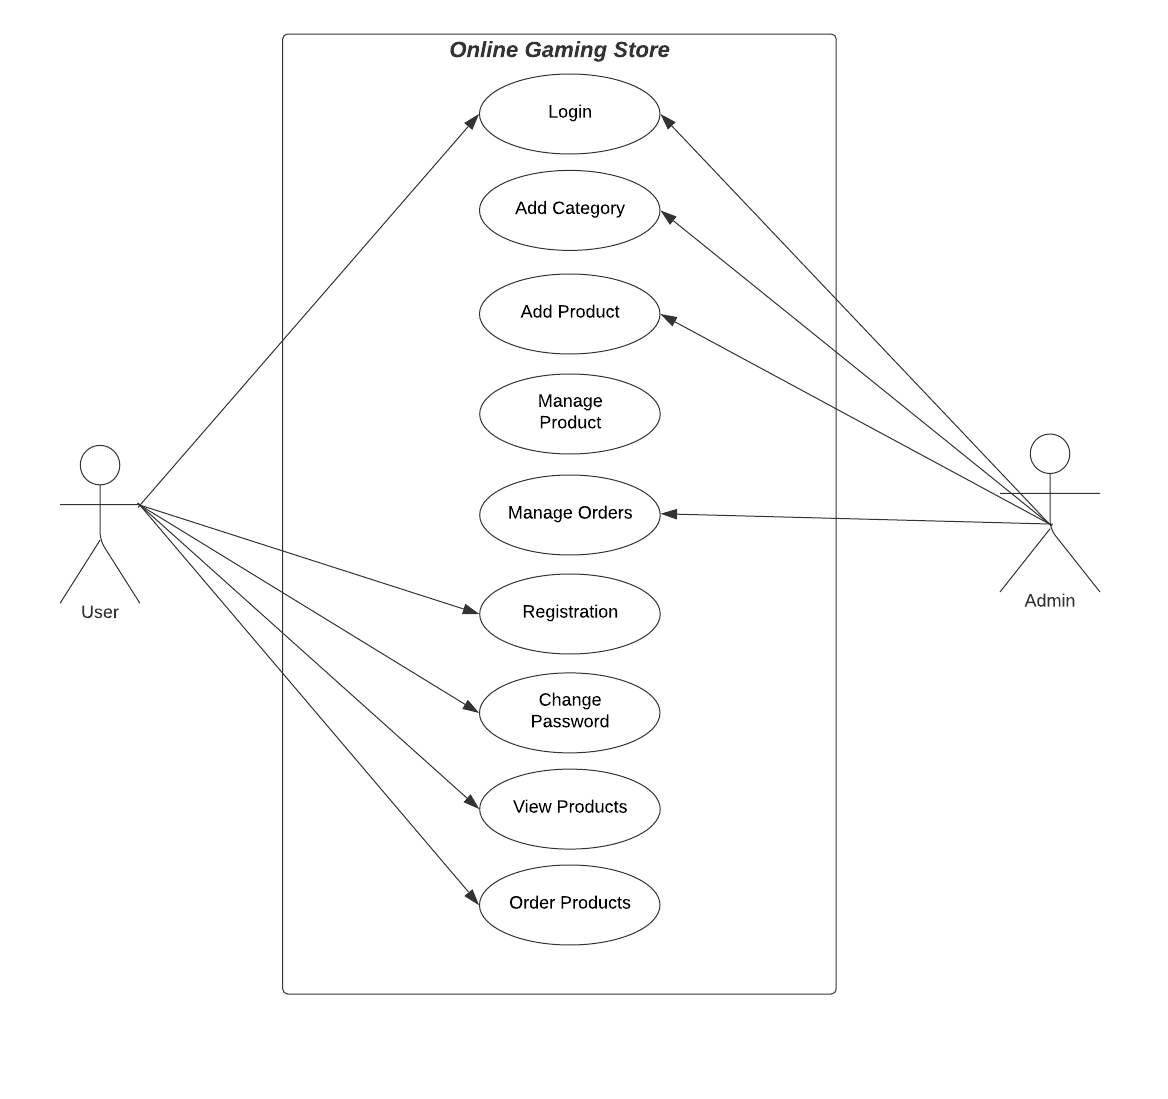 Online Gaming Store
Login
Add Category
Add Product
Manage
Product
Manage Orders
Registration
Change
Password
View Products
Order Products
User
Admin